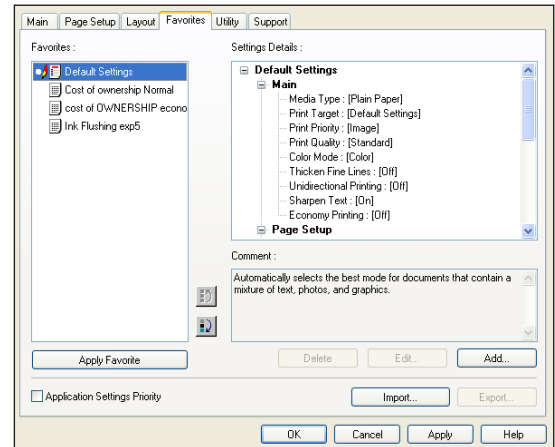 Main Page Setup Layout Favorites Utility Support
Favorites :
Default Settings
Cost of ownership Normal
cost of OWNERSHIP econo
Ink Flushing exp5
Apply Favorite
Settings Details :
Default Settings
Main
Media Type : [Plain Paper]
Print Target : [Default Settings]
Print Priority : [Image]
Print Quality : [Standard]
Color Mode : [Color]
Thicken Fine Lines : [Off]
Unidirectional Printing : [Off]
Sharpen Text : [On]
Economy Printing : [Off]
Page Setup
Comment :
Automatically selects the best mode for documents that contain a
mixture of text, photos, and graphics.
Delete Edit... Add...
Application Settings Priority
Import... Export...
OK Cancel Apply Help